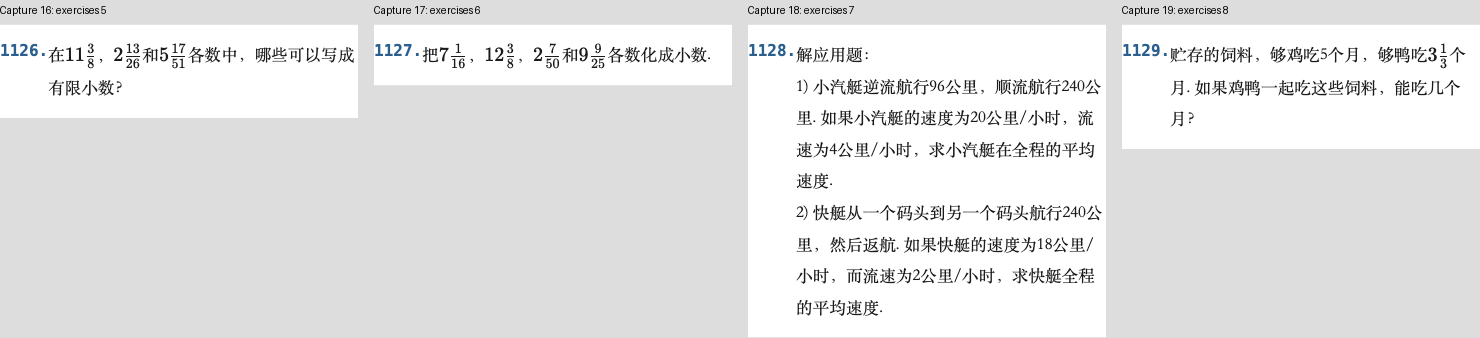 Capture 16: exercises 5
1126. 在11 3/8，2 13/26和5 17/51各数中，哪些可以写成
有限小数？
Capture 17: exercises 6
1127. 把7 1/16，12 3/8，2 7/50和9 9/25各数化成小数.
Capture 18: exercises 7
1128. 解应用题：
1) 小汽艇逆流航行96公里，顺流航行240公
里. 如果小汽艇的速度为20公里/小时，流
速为4公里/小时，求小汽艇在全程的平均
速度.
2) 快艇从一个码头到另一个码头航行240公
里，然后返航. 如果快艇的速度为18公里/
小时，而流速为2公里/小时，求快艇全程
的平均速度.
Capture 19: exercises 8
1129. 贮存的饲料，够鸡吃5个月，够鸭吃3 1/3个
月. 如果鸡鸭一起吃这些饲料，能吃几个
月？